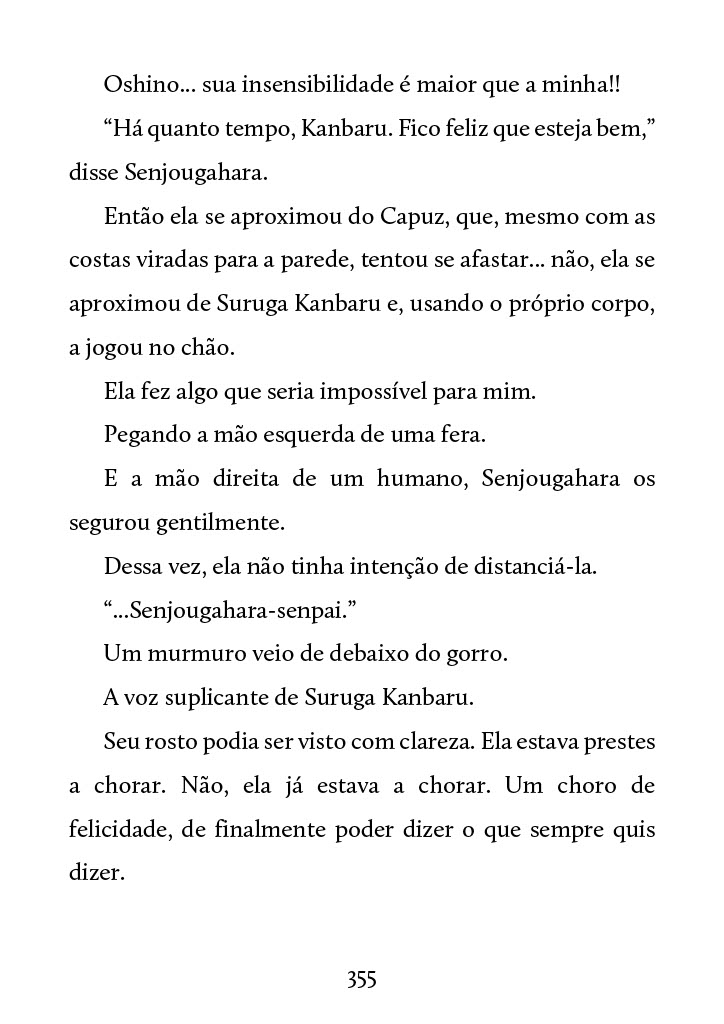 Oshino... sua insensibilidade é maior que a minha!!
“Há quanto tempo, Kanbaru. Fico feliz que esteja bem,”
disse Senjougahara.
Então ela se aproximou do Capuz, que, mesmo com as
costas viradas para a parede, tentou se afastar... não, ela se
aproximou de Suruga Kanbaru e, usando o próprio corpo,
a jogou no chão.
Ela fez algo que seria impossível para mim.
Pegando a mão esquerda de uma fera.
E a mão direita de um humano, Senjougahara os
segurou gentilmente.
Dessa vez, ela não tinha intenção de distanciá-la.
“...Senjougahara-senpai.”
Um murmuro veio de debaixo do gorro.
A voz suplicante de Suruga Kanbaru.
Seu rosto podia ser visto com clareza. Ela estava prestes
a chorar. Não, ela já estava a chorar. Um choro de
felicidade, de finalmente poder dizer o que sempre quis
dizer.
355